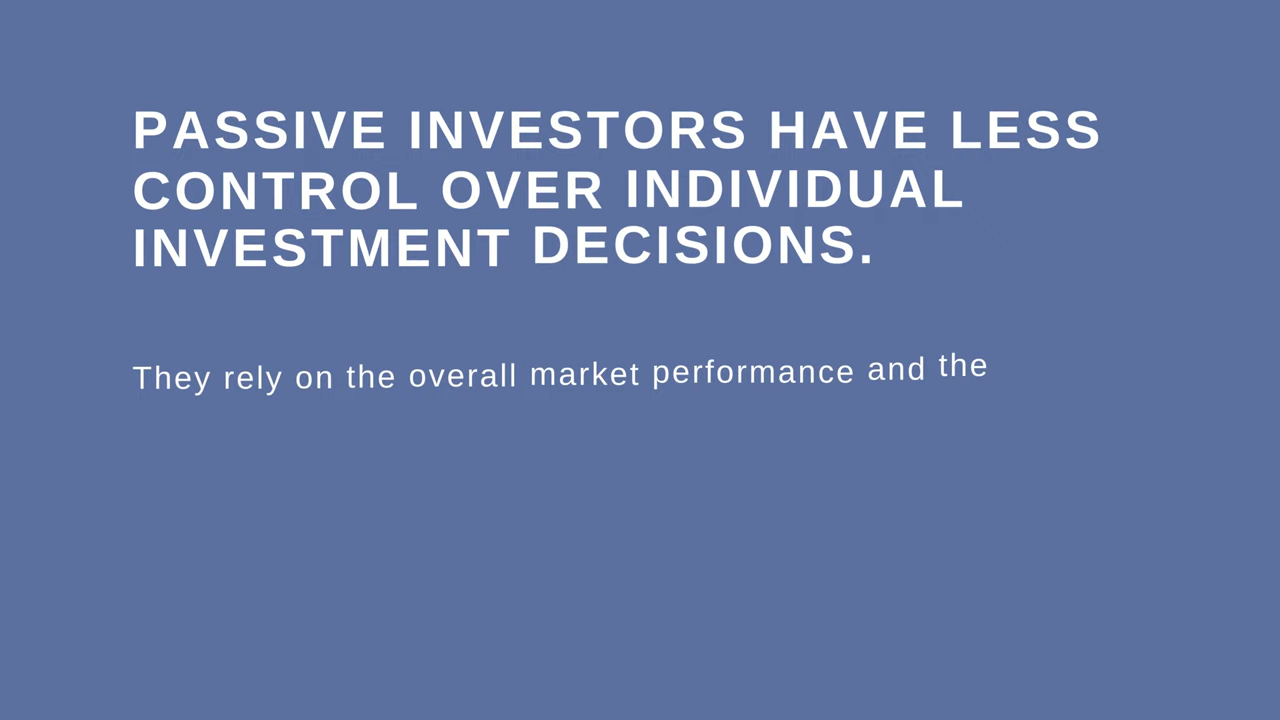 PASSIVE INVESTORS HAVE LESS
CONTROL OVER INDIVIDUAL
INVESTMENT DECISIONS.
They rely on the overall market performance and the